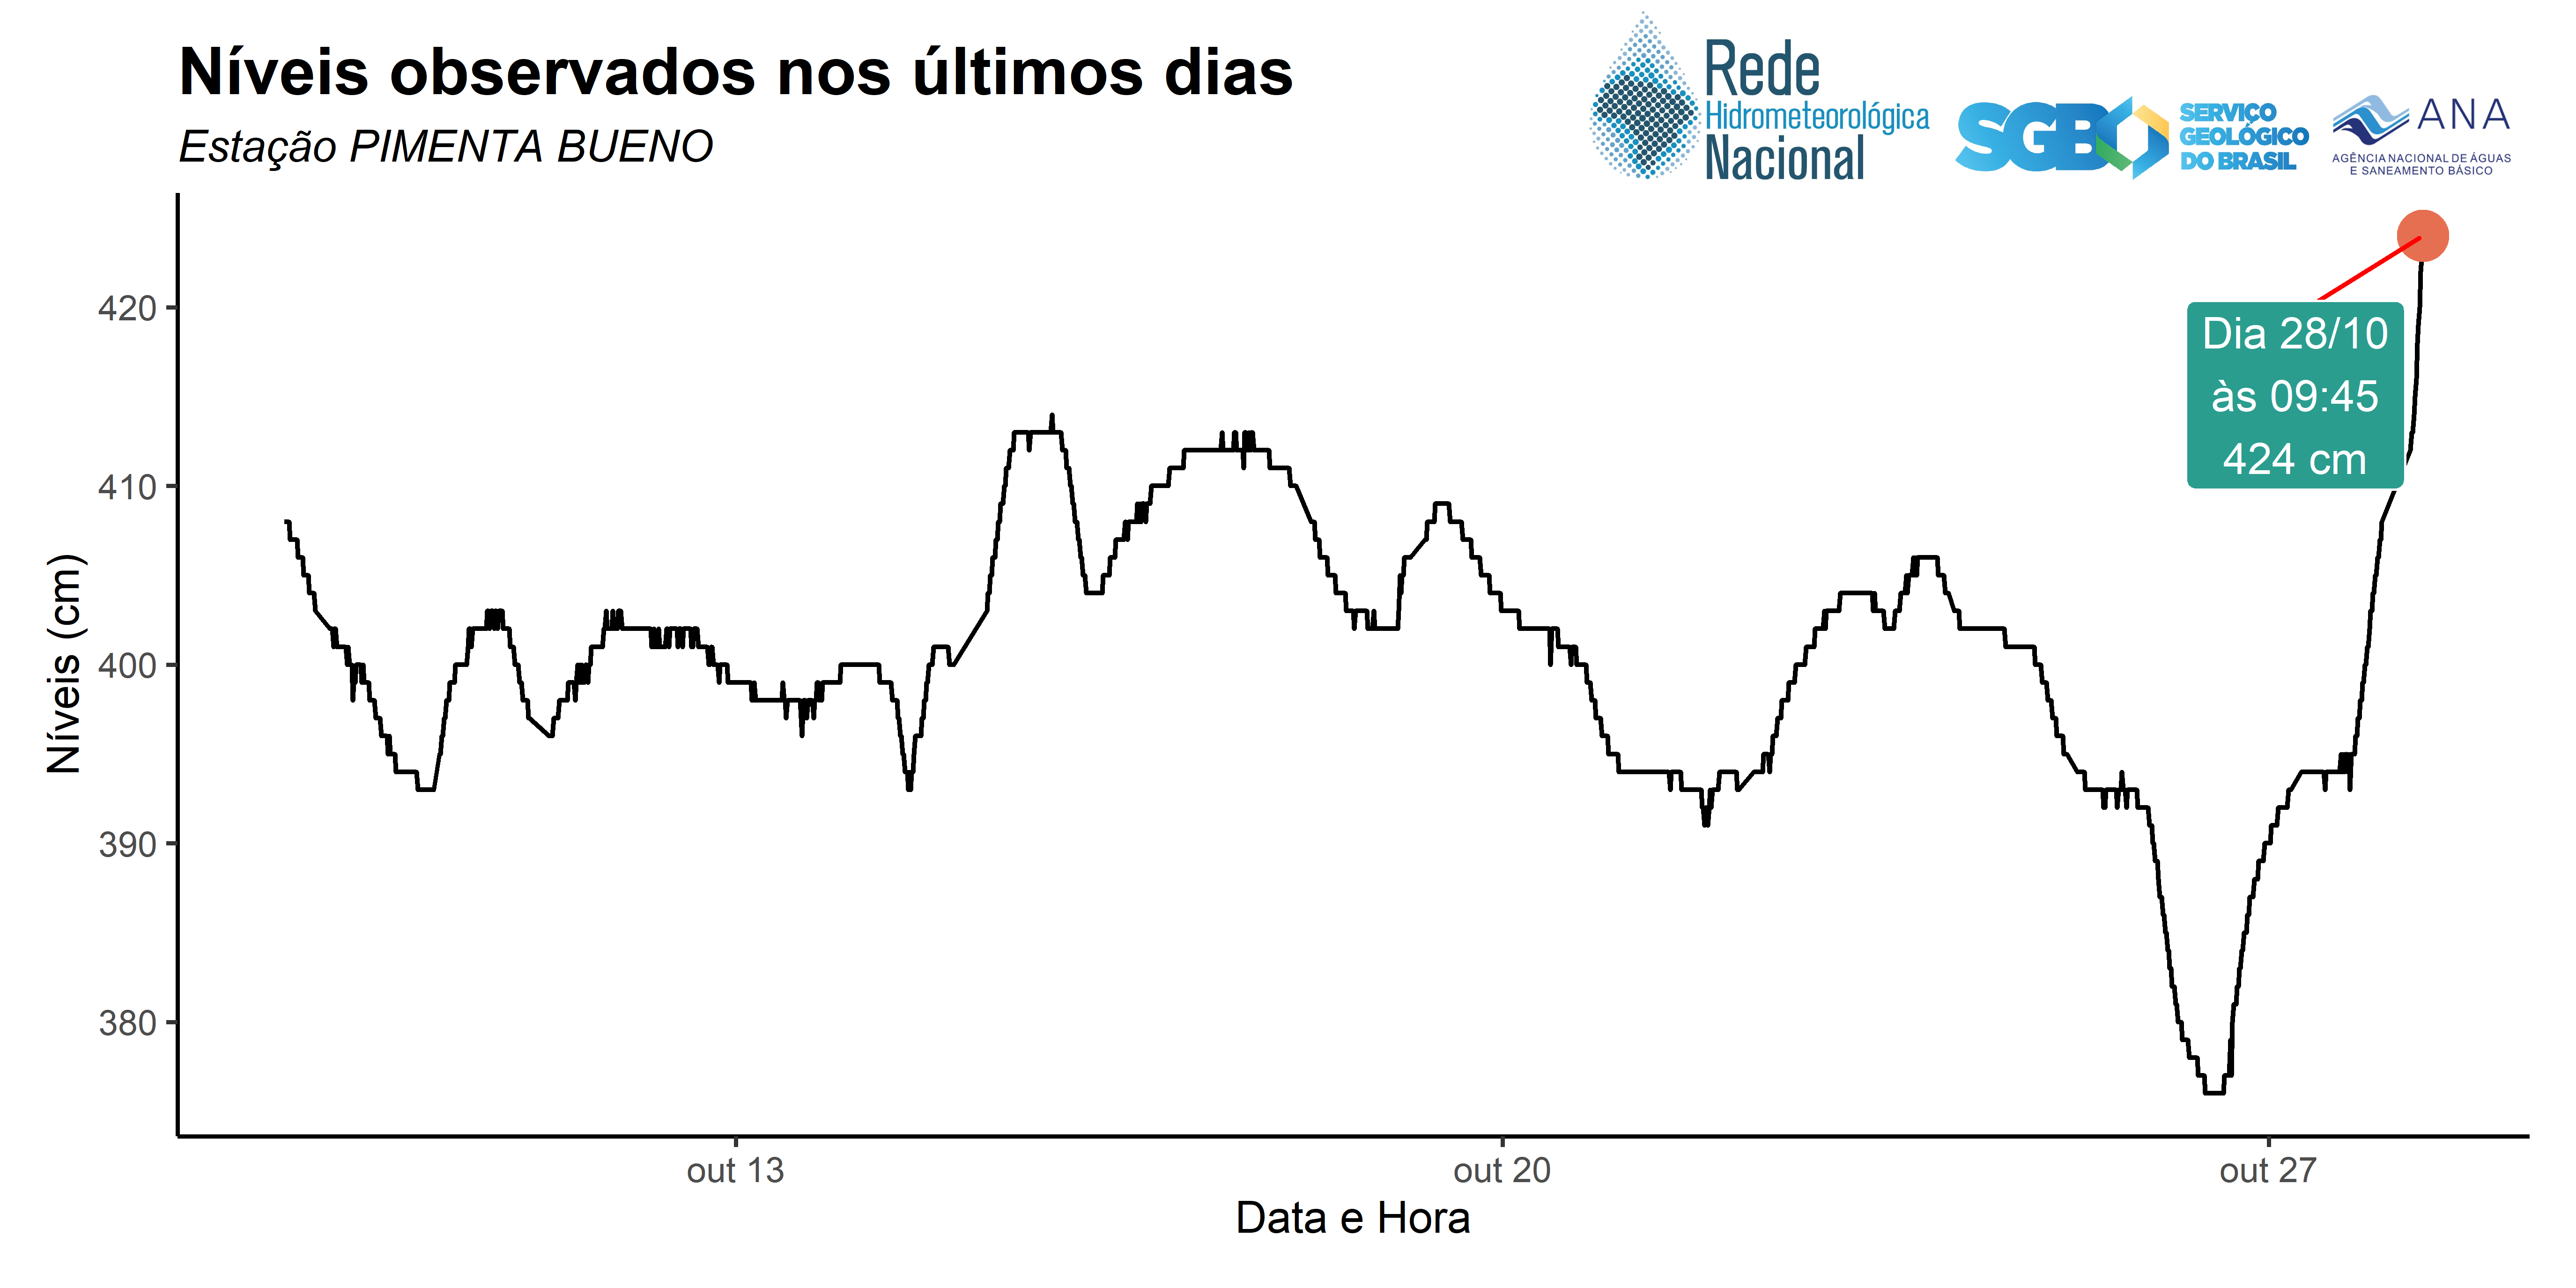 Níveis observados nos últimos dias
Estação PIMENTA BUENO
Rede
Hidrometeorológica
Nacional
SGB
SERVIÇO
GEOLÓGICO
DO BRASIL
ANA
AGÊNCIA NACIONAL DE ÁGUAS
E SANEAMENTO BÁSICO
Níveis (cm)
420
410
400
390
380
Dia 28/10
às 09:45
424 cm
out 13
out 20
out 27
Data e Hora